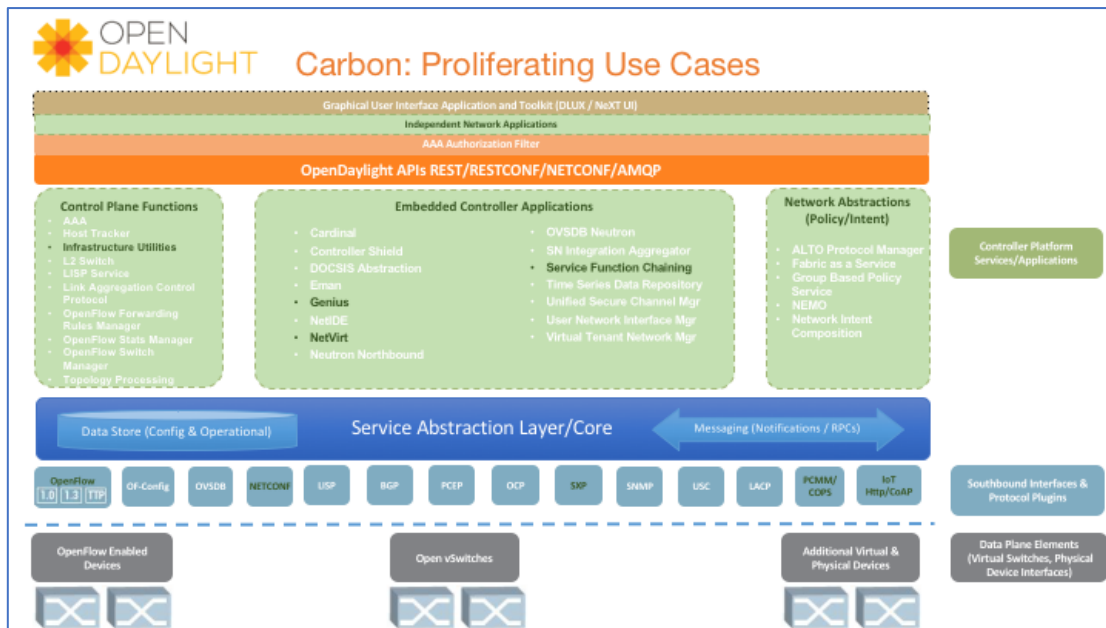 OPEN
DAYLIGHT
Carbon: Proliferating Use Cases
Graphical User Interface Application and Toolkit (DLUX / NeXT UI)
Independent Network Applications
AAA Authorization Filter
OpenDaylight APIs REST/RESTCONF/NETCONF/AMQP
Control Plane Functions
• AAA
• Host Tracker
• Infrastructure Utilities
• L2 Switch
• LISP Service
• Link Aggregation Control
Protocol
• OpenFlow Forwarding
Rules Manager
• OpenFlow Stats Manager
• OpenFlow Switch
Manager
• Topology Processing
Embedded Controller Applications
• Cardinal
• Controller Shield
• DOCSIS Abstraction
• Eman
• Genius
• NetIDE
• NetVirt
• Neutron Northbound
• OVSDB Neutron
• SN Integration Aggregator
• Service Function Chaining
• Time Series Data Repository
• Unified Secure Channel Mgr
• User Network Interface Mgr
• Virtual Tenant Network Mgr
Network Abstractions
(Policy/Intent)
• ALTO Protocol Manager
• Fabric as a Service
• Group Based Policy
Service
• NEMO
• Network Intent
Composition
Controller Platform
Services/Applications
Data Store (Config & Operational)
Service Abstraction Layer/Core
Messaging (Notifications / RPCs)
OpenFlow
1.0 1.3 TTP
OF-Config
OVSDB
NETCONF
LISP
BGP
PCEP
OCP
SXP
SNMP
USC
LACP
PCMM/
COPS
IoT
Http/CoAP
Southbound Interfaces &
Protocol Plugins
OpenFlow Enabled
Devices
Open vSwitches
Additional Virtual &
Physical Devices
Data Plane Elements
(Virtual Switches, Physical
Device Interfaces)